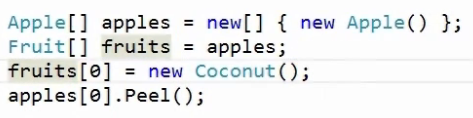 Apple[] apples = new[] { new Apple() };
Fruit[] fruits = apples;
fruits[0] = new Coconut();
apples[0].Peel();